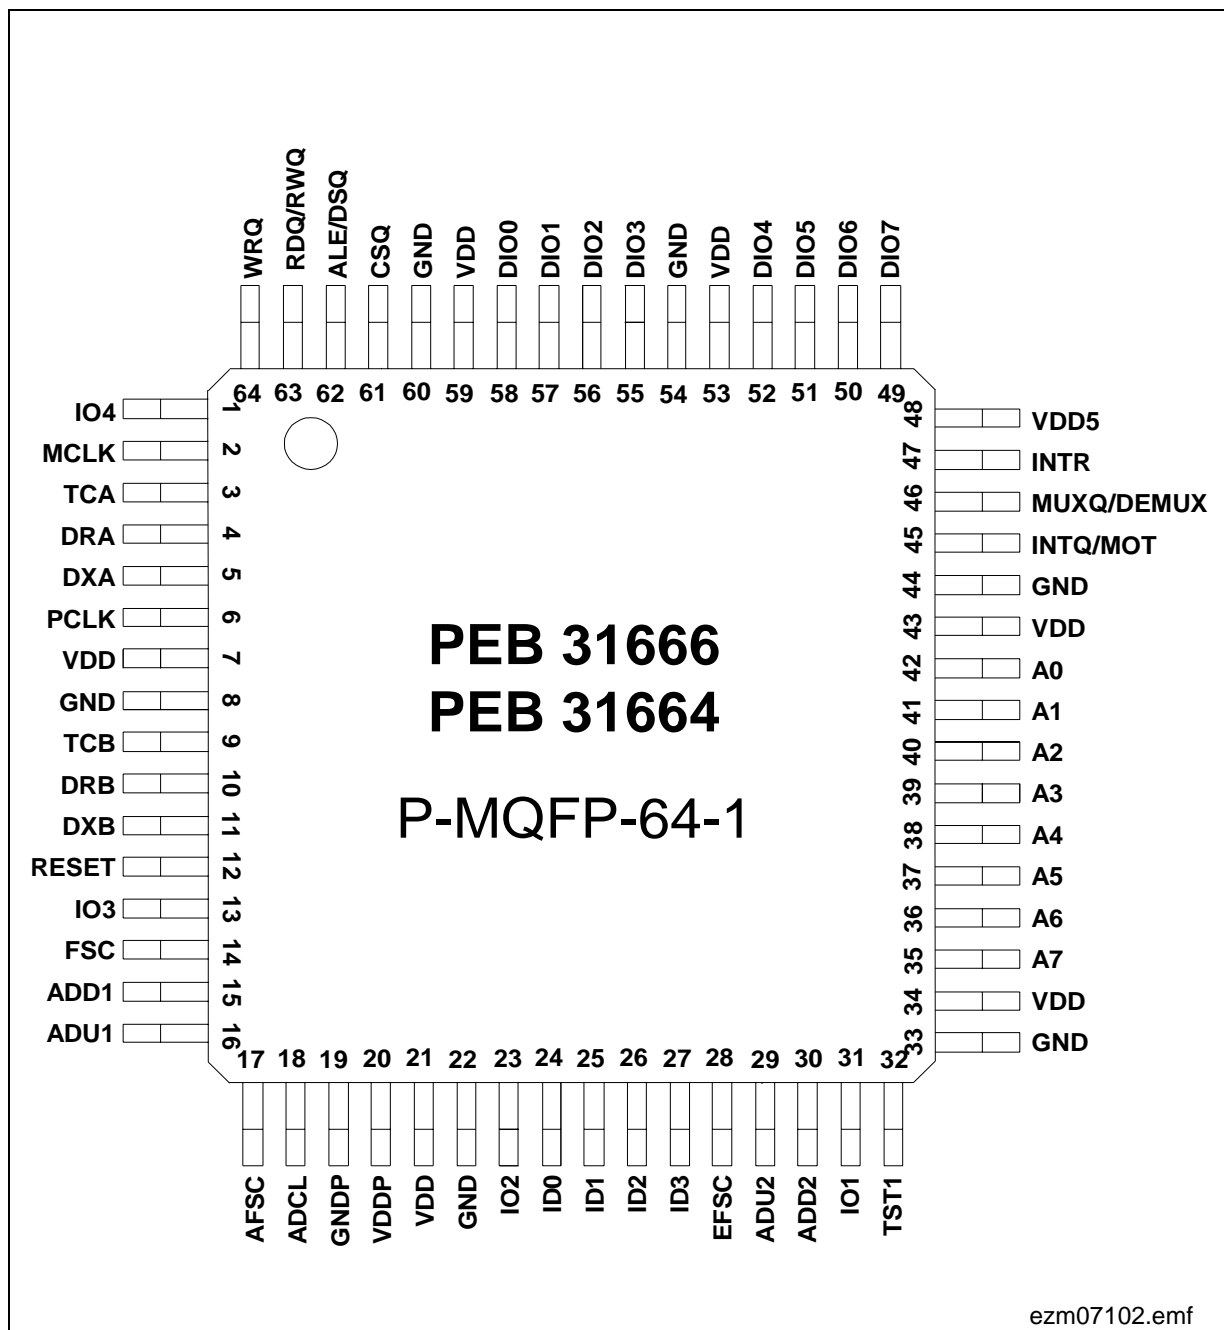 WRQ
RDQ/RWQ
ALE/DSQ
CSQ
GND
VDD
DIO0
DIO1
DIO2
DIO3
GND
VDD
DIO4
DIO5
DIO6
DIO7
64 63 62 61 60 59 58 57 56 55 54 53 52 51 50 49
IO4 1
MCLK 2
TCA 3
DRA 4
DXA 5
PCLK 6
VDD 7
GND 8
TCB 9
DRB 10
DXB 11
RESET 12
IO3 13
FSC 14
ADD1 15
ADU1 16
PEB 31666
PEB 31664
P-MQFP-64-1
48 VDD5
47 INTR
46 MUXQ/DEMUX
45 INTQ/MOT
44 GND
43 VDD
42 A0
41 A1
40 A2
39 A3
38 A4
37 A5
36 A6
35 A7
34 VDD
33 GND
17 18 19 20 21 22 23 24 25 26 27 28 29 30 31 32
AFSC
ADCL
GNDP
VDDP
VDD
GND
IO2
ID0
ID1
ID2
ID3
EFSC
ADU2
ADD2
IO1
TST1
ezm07102.emf